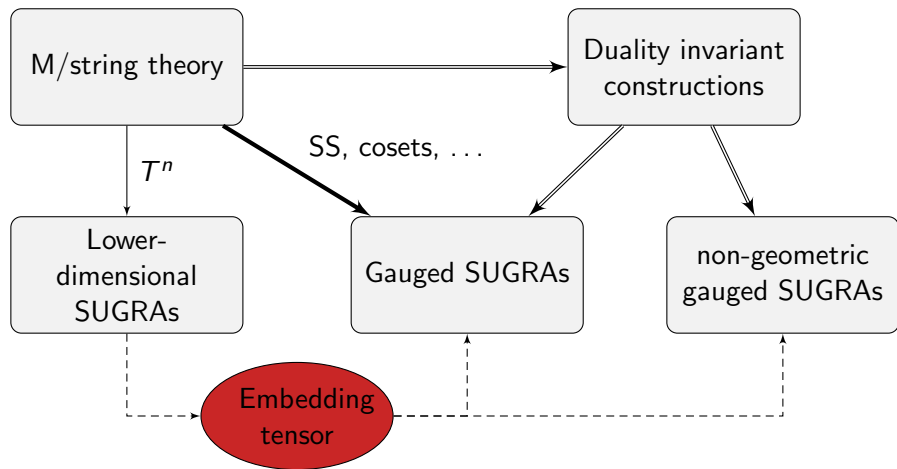 M/string theory
Duality invariant
constructions
SS, cosets, . . .
T^n
Lower-
dimensional
SUGRAs
Gauged SUGRAs
non-geometric
gauged SUGRAs
Embedding
tensor